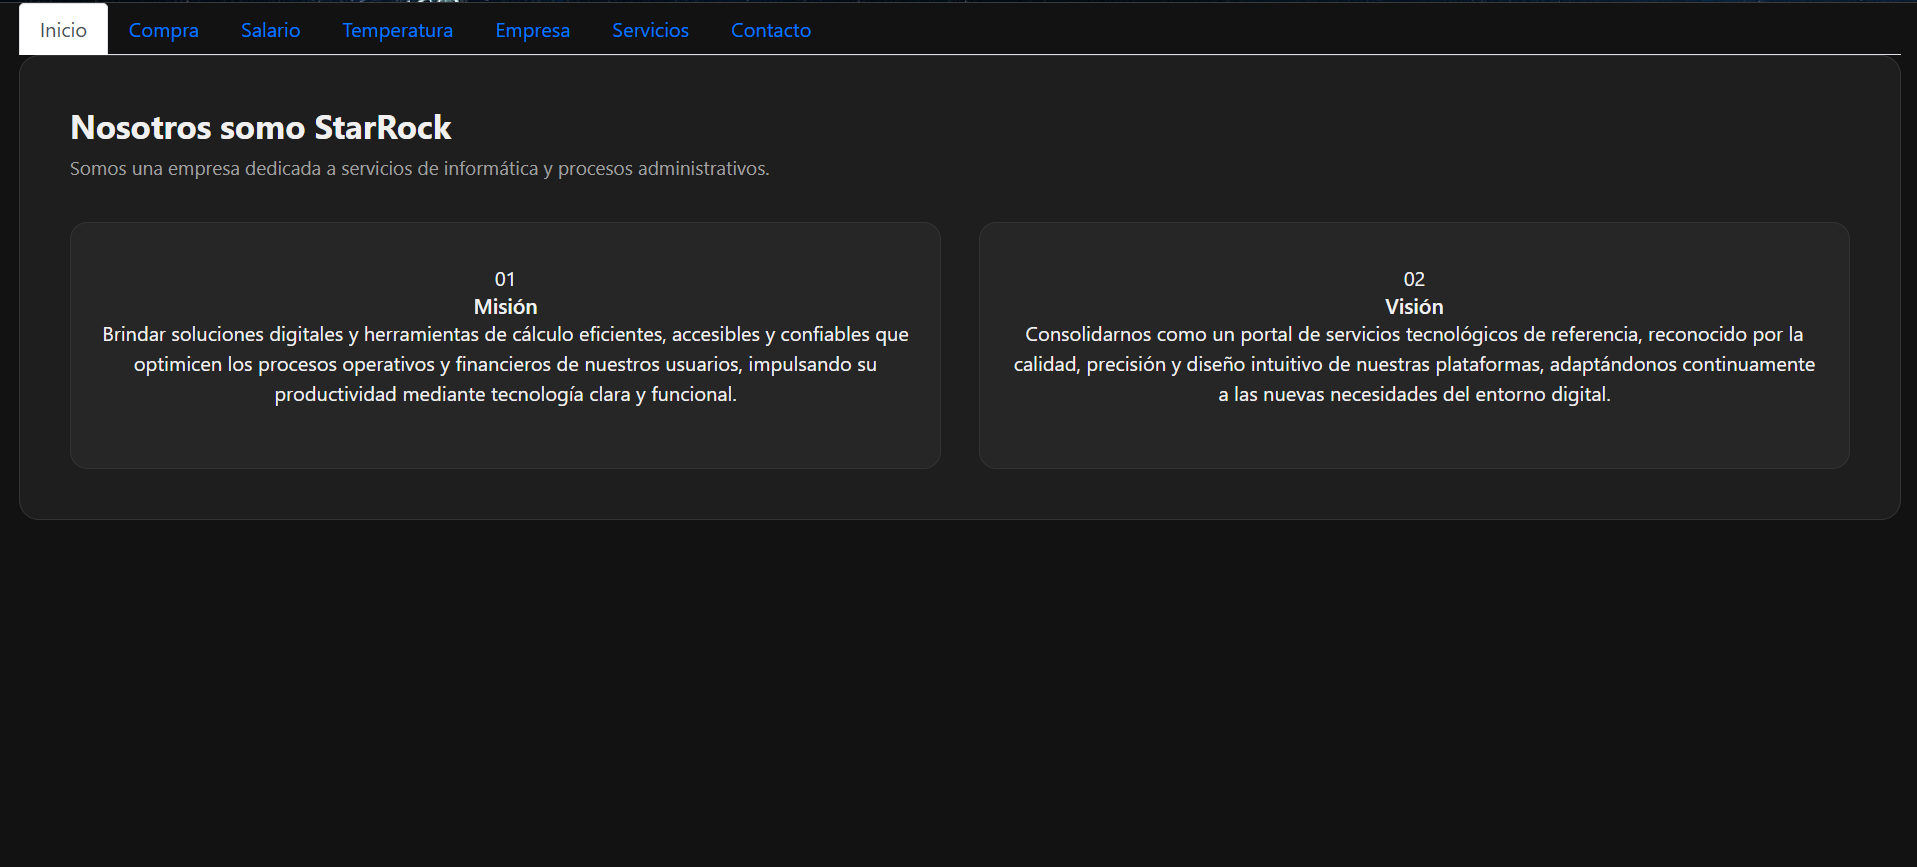 Inicio Compra Salario Temperatura Empresa Servicios Contacto
Nosotros somo StarRock
Somos una empresa dedicada a servicios de informática y procesos administrativos.
01
Misión
Brindar soluciones digitales y herramientas de cálculo eficientes, accesibles y confiables que
optimicen los procesos operativos y financieros de nuestros usuarios, impulsando su
productividad mediante tecnología clara y funcional.
02
Visión
Consolidarnos como un portal de servicios tecnológicos de referencia, reconocido por la
calidad, precisión y diseño intuitivo de nuestras plataformas, adaptándonos continuamente
a las nuevas necesidades del entorno digital.